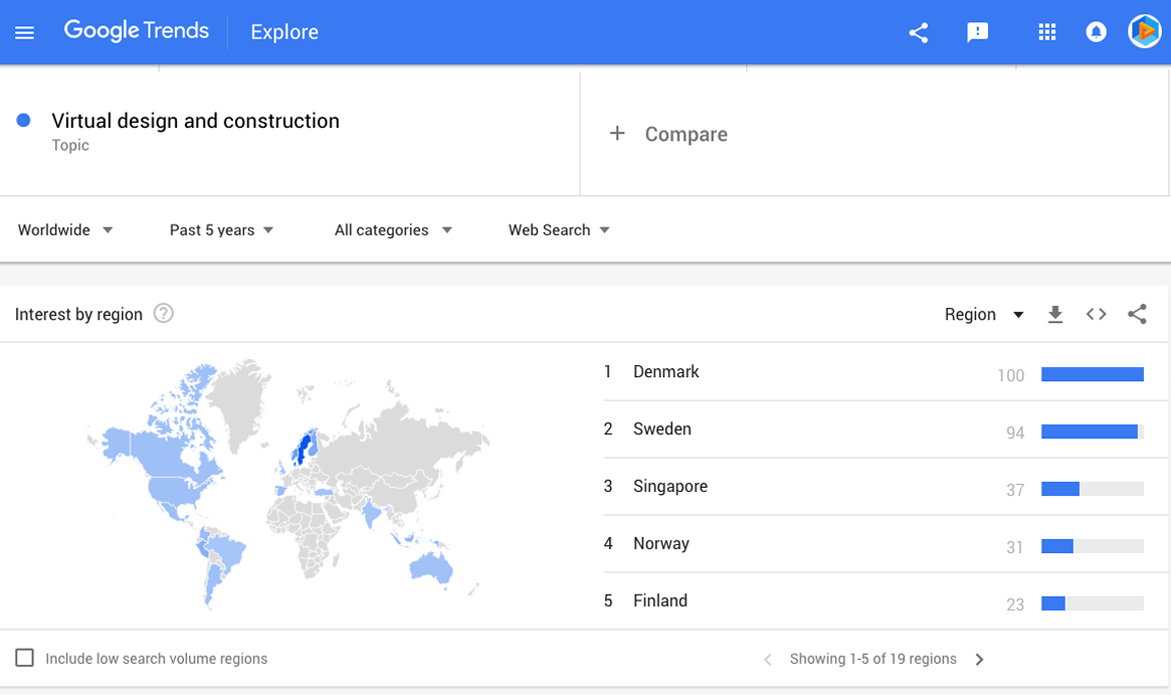 Google Trends Explore
Virtual design and construction
Topic
+ Compare
Worldwide Past 5 years All categories Web Search
Interest by region ? Region
1 Denmark 100
2 Sweden 94
3 Singapore 37
4 Norway 31
5 Finland 23
Include low search volume regions Showing 1-5 of 19 regions